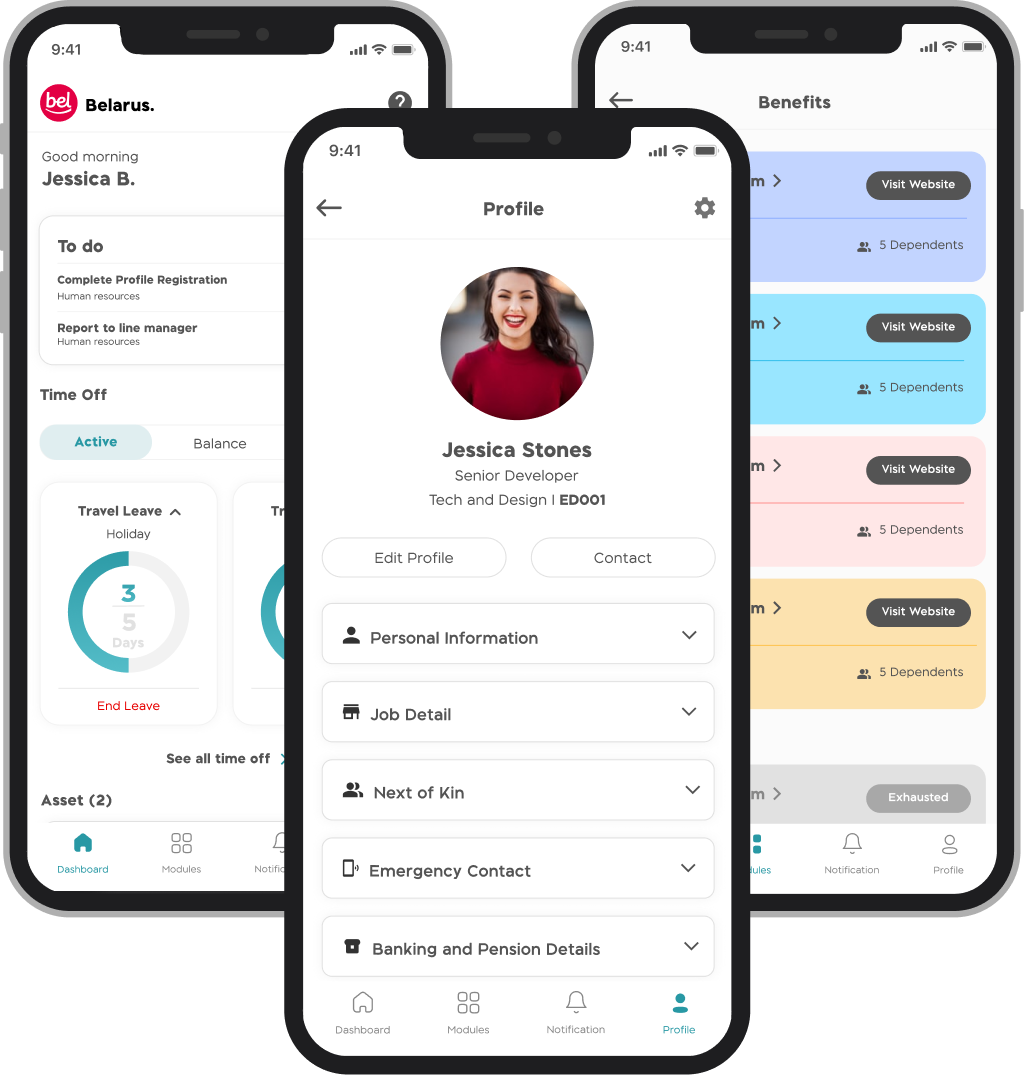 9:41
bel
Belarus.
?
Good morning
Jessica B.
To do
Complete Profile Registration
Human resources
Report to line manager
Human resources
Time Off
Active
Balance
Travel Leave
Holiday
3
5
Days
End Leave
Tr
See all time off
Asset (2)
Dashboard
Modules
Notific
9:41
Profile
Jessica Stones
Senior Developer
Tech and Design I ED001
Edit Profile
Contact
Personal Information
Job Detail
Next of Kin
Emergency Contact
Banking and Pension Details
Dashboard
Modules
Notification
Profile
9:41
Benefits
m
Visit Website
5 Dependents
m
Visit Website
5 Dependents
m
Visit Website
5 Dependents
m
Visit Website
5 Dependents
m
Exhausted
dules
Notification
Profile